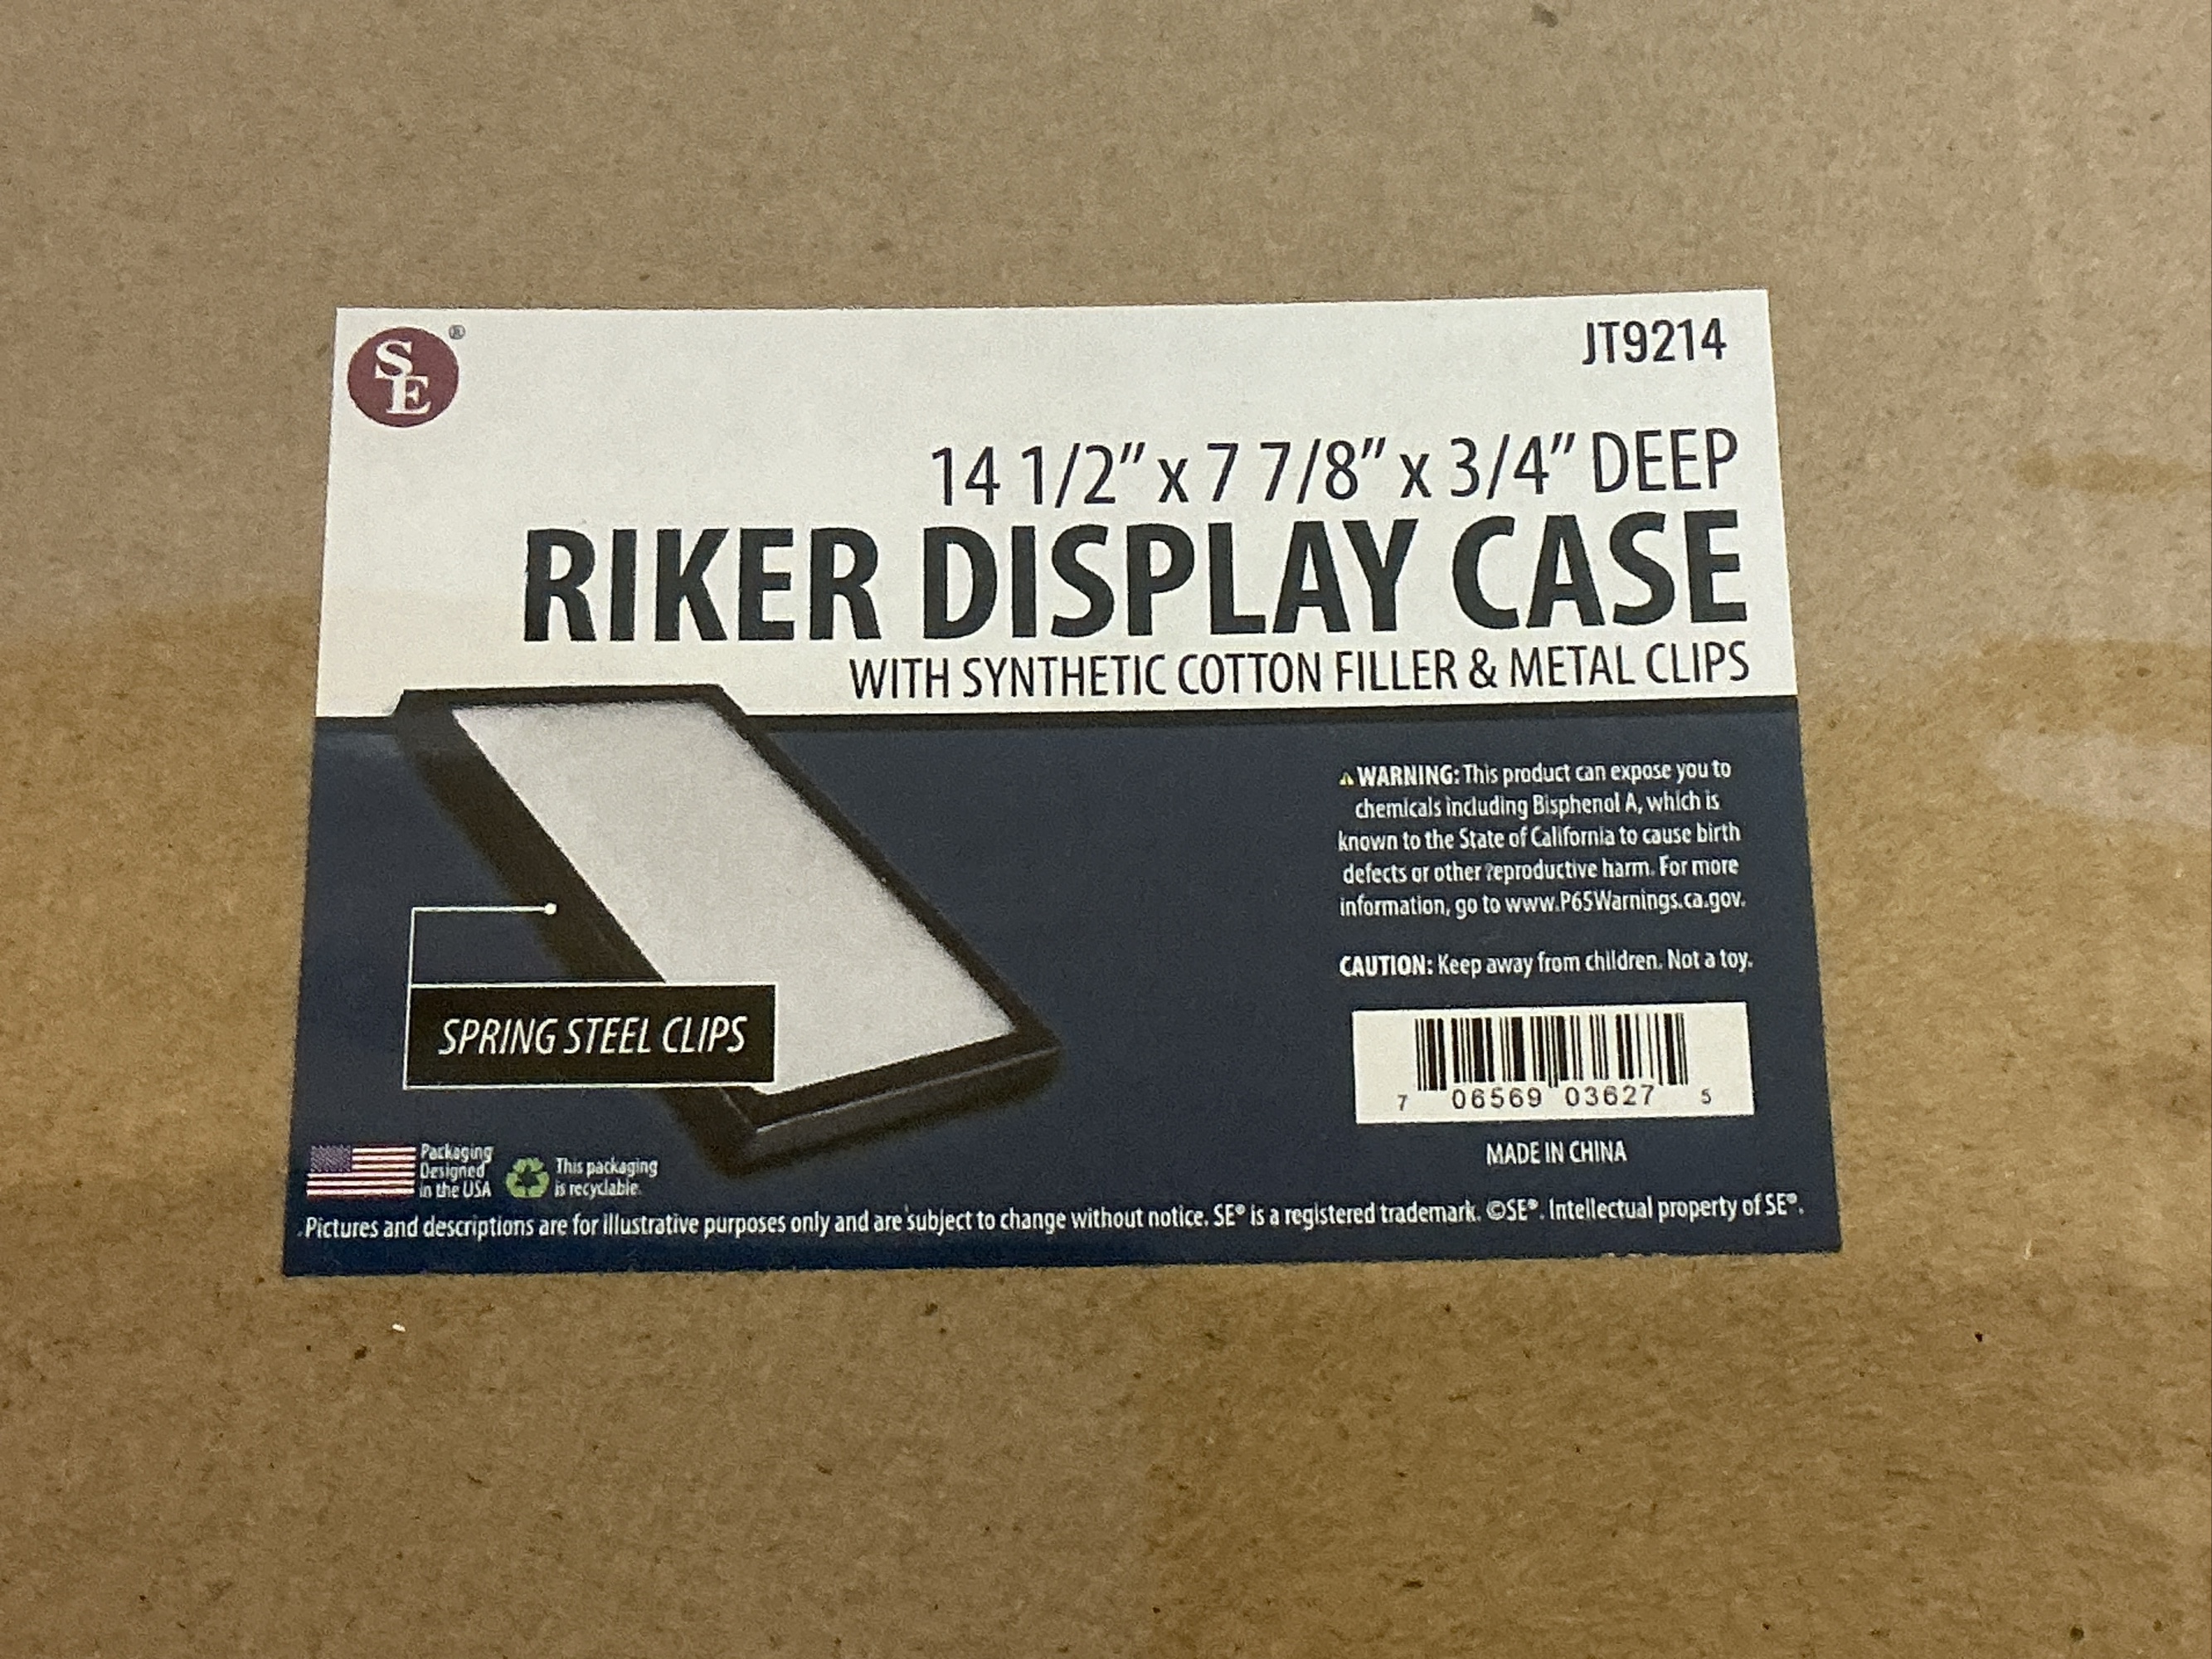 SE®
JT9214
14 1/2" x 7 7/8" x 3/4" DEEP
RIKER DISPLAY CASE
WITH SYNTHETIC COTTON FILLER & METAL CLIPS
⚠ WARNING: This product can expose you to
chemicals including Bisphenol A, which is
known to the State of California to cause birth
defects or other reproductive harm. For more
information, go to www.P65Warnings.ca.gov.
CAUTION: Keep away from children. Not a toy.
SPRING STEEL CLIPS
7 06569 03627 5
MADE IN CHINA
Packaging
Designed
in the USA
This packaging
is recyclable.
Pictures and descriptions are for illustrative purposes only and are subject to change without notice. SE® is a registered trademark. ©SE®. Intellectual property of SE®.